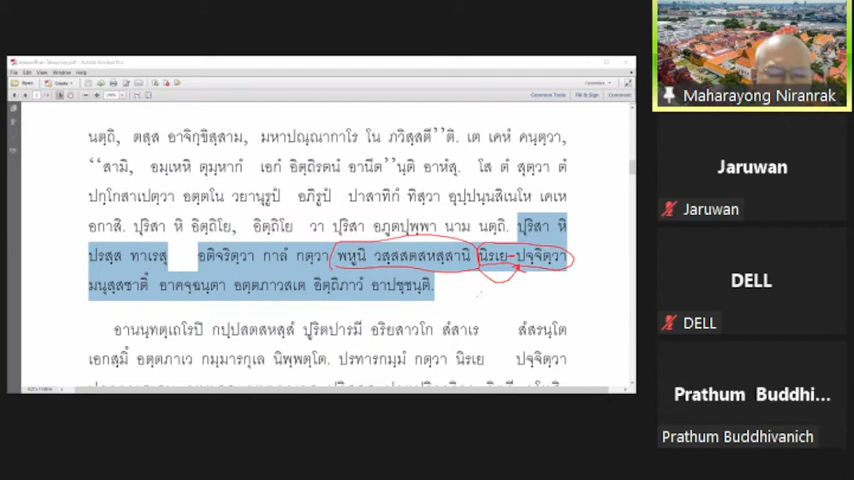 นตฺถิ, ตสฺส อาจิกฺขิสฺสาม, มหาปณฺณากาโร โน ภวิสฺสตี’’ติ. เต เคหํ คนฺตฺวา,
‘‘สามิ, อมฺเหหิ ตุมฺหากํ เอกํ อิตฺถิรตนํ อานีต’’นฺติ อาหํสุ. โส ตํ สุตฺวา ตํ
ปกฺโกสาเปตฺวา อตฺตโน วยานุรูปํ อภิรูปํ ปาสาทิกํ ทิสฺวา อุปฺปนฺนสิเนโห เคเห
อกาสิ. ปุริสา หิ อิตฺถิโย, อิตฺถิโย วา ปุริสา อภูตปุพฺพา นาม นตฺถิ. ปุริสา หิ
ปรสฺส ทาเรสุ อติจริตฺวา กาลํ กตฺวา พหูนิ วสฺสสตสหสฺสานิ นิรเย-ปจฺจิตฺวา
มนุสฺสชาตึ อาคจฺฉนฺตา อตฺตภาวสเต อิตฺถิภาวํ อาปชฺชนฺติ.
อานนฺทตฺเถโรปิ กปฺปสตสหสฺสํ ปูริตปารมี อริยสาวโก สํสาเร สํสรนฺโต
เอกสฺมึ อตฺตภาเว กมฺมารกุเล นิพฺพตฺโต. ปรทารกมฺมํ กตฺวา นิรเย ปจฺจิตฺวา
Maharayong Niranrak
Jaruwan
Jaruwan
DELL
DELL
Prathum Buddhi...
Prathum Buddhivanich